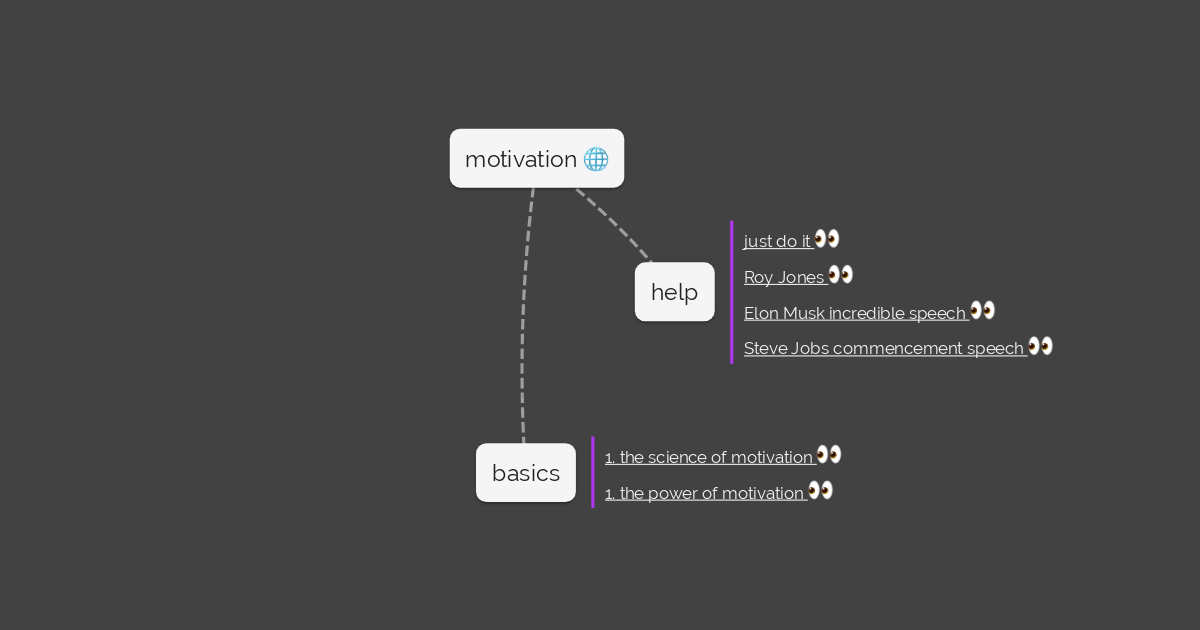 motivation 🌐
just do it 👀
Roy Jones 👀
help
Elon Musk incredible speech 👀
Steve Jobs commencement speech 👀
1. the science of motivation 👀
basics
1. the power of motivation 👀